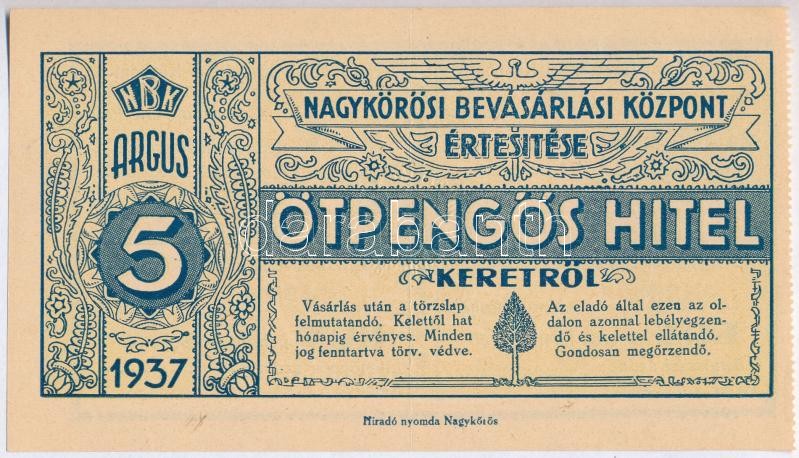 NBK
ARGUS
5
1937
NAGYKŐRÖSI BEVÁSÁRLÁSI KÖZPONT
ÉRTESITÉSE
ÖTPENGŐS HITEL
KERETRŐL
Vásárlás után a törzslap
felmutatandó. Kelettől hat
hónapig érvényes. Minden
jog fenntartva törv. védve.
Az eladó által ezen az ol-
dalon azonnal lebélyegzen-
dő és kelettel ellátandó.
Gondosan megőrzendő.
Hiradó nyomda Nagykőrös
darabanth